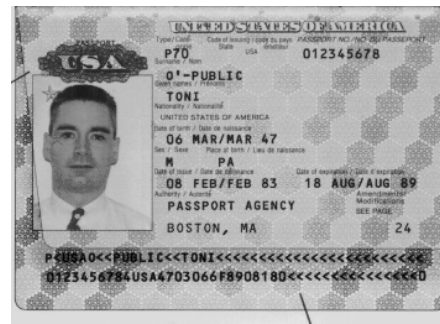 UNITED STATES OF AMERICA
PASSPORT
USA
Type/Caté- Code of issuing / code du pays PASSPORT NO./NO. DU PASSEPORT
State USA émetteur
P70 012345678
Surname / Nom
O'-PUBLIC
Given names / Prénoms
TONI
Nationality / Nationalité
UNITED STATES OF AMERICA
Date of birth / Date de naissance
06 MAR/MAR 47
Sex / Sexe Place of birth / Lieu de naissance
M PA
Date of issue / Date de délivrance Date of expiration / Date d'expiration
08 FEB/FEB 83 18 AUG/AUG 89
Authority / Autorité Amendments/
PASSPORT AGENCY Modifications
SEE PAGE
BOSTON, MA 24
P<USAO<<PUBLIC<<TONI<<<<<<<<<<<<<<<<<<<<<<<<
0123456784USA4703066F8908180<<<<<<<<<<<<<<<0